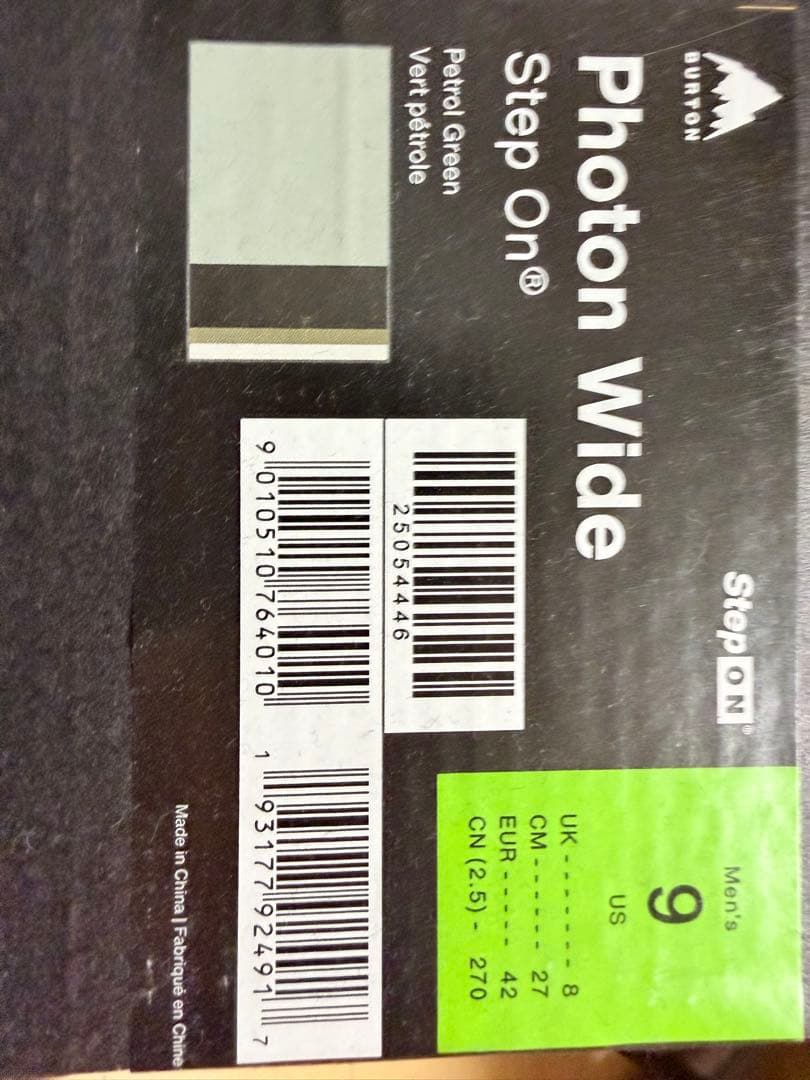 BURTON
Photon Wide
Step On®
Petrol Green
Vert pétrole
Step ON®
Men's
9
US
UK - - - - - - - 8
CM - - - - - - 27
EUR - - - - - 42
CN (2.5) - 270
25054446
9 010510 764010
1 93177 92491 7
Made in China | Fabriqué en Chine